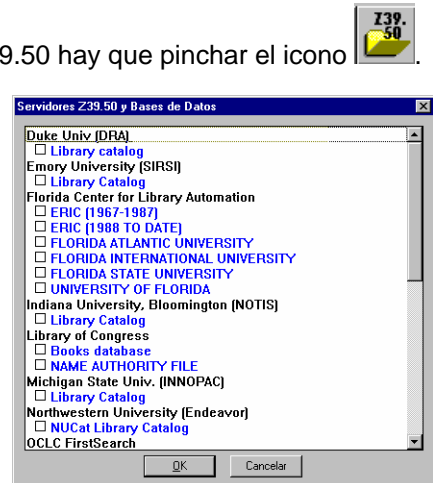 Z39.
50
9.50 hay que pinchar el icono .
Servidores Z39.50 y Bases de Datos
Duke Univ (DRA)
Library catalog
Emory University (SIRSI)
Library Catalog
Florida Center for Library Automation
ERIC (1967-1987)
ERIC (1988 TO DATE)
FLORIDA ATLANTIC UNIVERSITY
FLORIDA INTERNATIONAL UNIVERSITY
FLORIDA STATE UNIVERSITY
UNIVERSITY OF FLORIDA
Indiana University, Bloomington (NOTIS)
Library Catalog
Library of Congress
Books database
NAME AUTHORITY FILE
Michigan State Univ. (INNOPAC)
Library Catalog
Northwestern University (Endeavor)
NUCat Library Catalog
OCLC FirstSearch
OK Cancelar